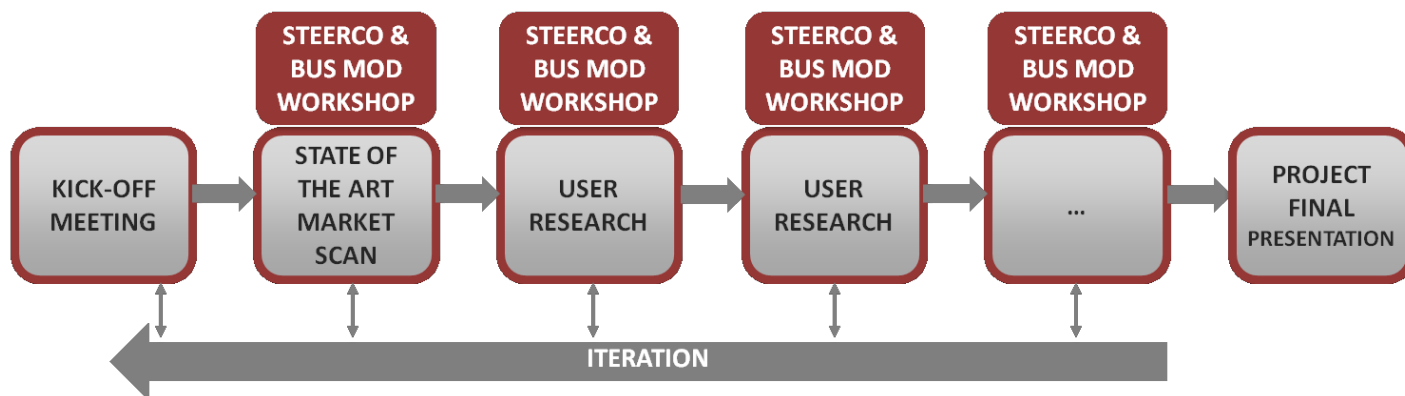 STEERCO &
BUS MOD
WORKSHOP
STEERCO &
BUS MOD
WORKSHOP
STEERCO &
BUS MOD
WORKSHOP
STEERCO &
BUS MOD
WORKSHOP
KICK-OFF
MEETING
STATE OF
THE ART
MARKET
SCAN
USER
RESEARCH
USER
RESEARCH
...
PROJECT
FINAL
PRESENTATION
ITERATION